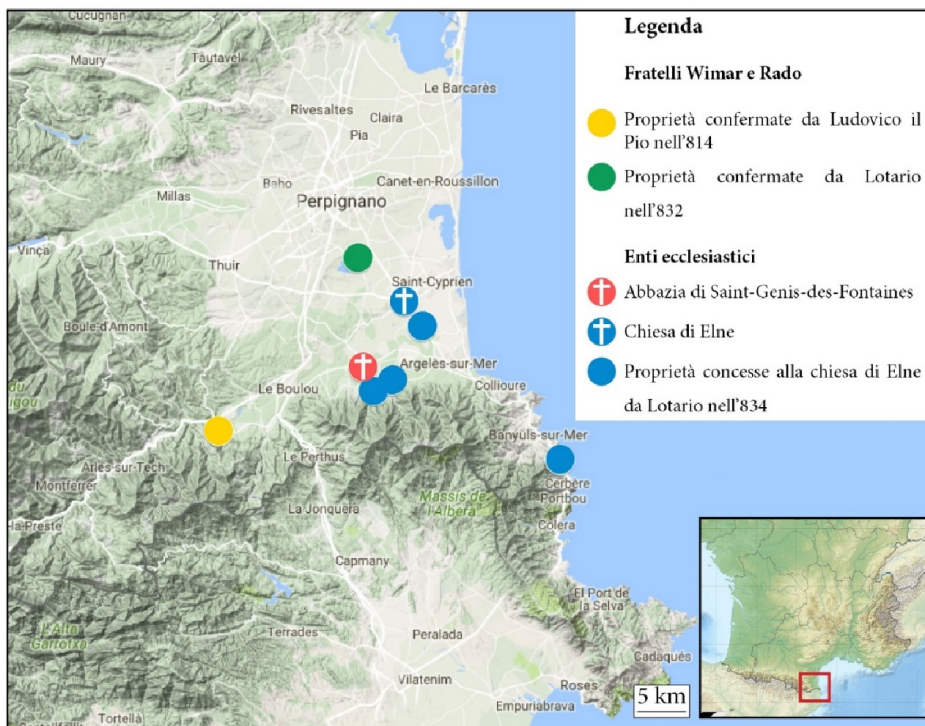 Cucugnan
Tautavel
Maury
Le Barcarès
Rivesaltes
Claira
Pia
Baho
Canet-en-Roussillon
Millas
Perpignano
Vinça
Thuir
Saint-Cyprien
Boule-d'Amont
Argelès-sur-Mer
Le Boulou
Collioure
Banyuls-sur-Mer
Le Perthus
Arles-sur-Tech
Cerbère
Montferrer
Portbou
Massis de
l'Albera
la-Preste
La Jonquera
Colera
Capmany
El Port de
la Selva
L'Alta
Garrotxa
Terrades
Peralada
Cadaqués
Vilatenim
Roses
Empuriabrava
Tortellà
5 km
Legenda
Fratelli Wimar e Rado
Proprietà confermate da Ludovico il
Pio nell'814
Proprietà confermate da Lotario
nell'832
Enti ecclesiastici
Abbazia di Saint-Genis-des-Fontaines
Chiesa di Elne
Proprietà concesse alla chiesa di Elne
da Lotario nell'834